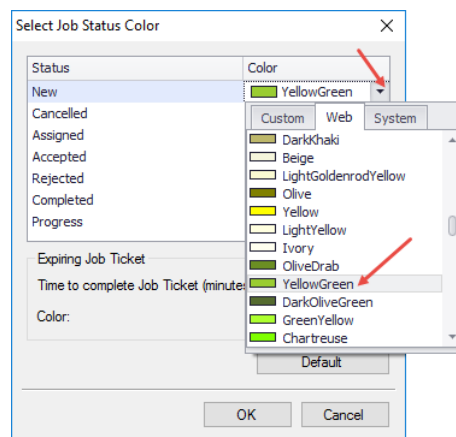 Select Job Status Color
Status Color
New YellowGreen
Cancelled
Assigned
Accepted
Rejected
Completed
Progress
Custom Web System
DarkKhaki
Beige
LightGoldenrodYellow
Olive
Yellow
LightYellow
Ivory
OliveDrab
YellowGreen
DarkOliveGreen
GreenYellow
Chartreuse
Expiring Job Ticket
Time to complete Job Ticket (minutes
Color:
Default
OK Cancel